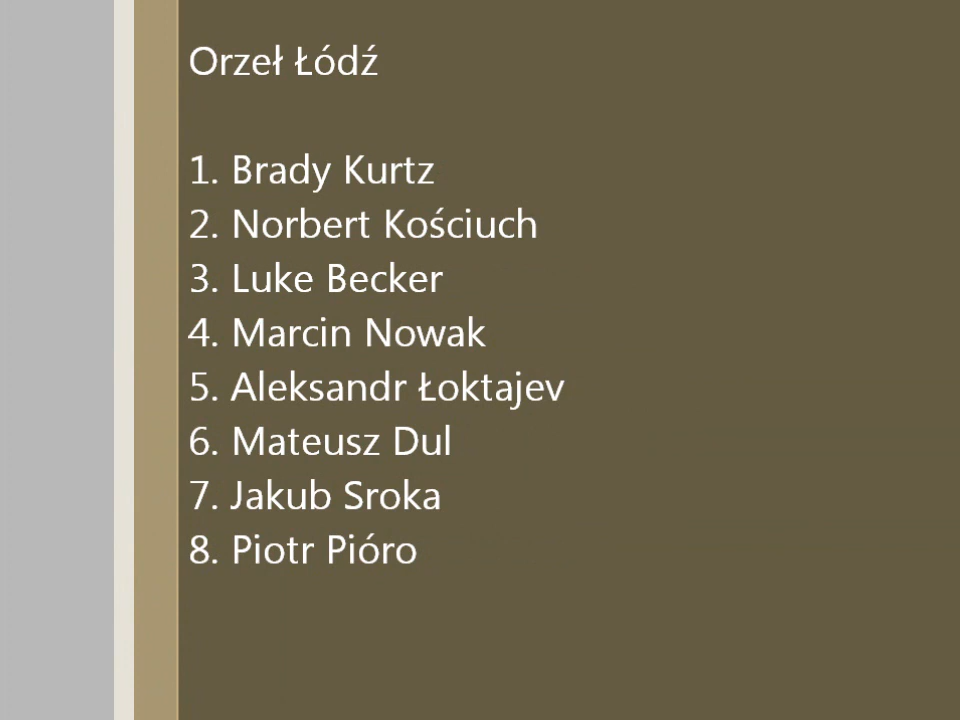 Orzeł Łódź
1. Brady Kurtz
2. Norbert Kościuch
3. Luke Becker
4. Marcin Nowak
5. Aleksandr Łoktajev
6. Mateusz Dul
7. Jakub Sroka
8. Piotr Pióro